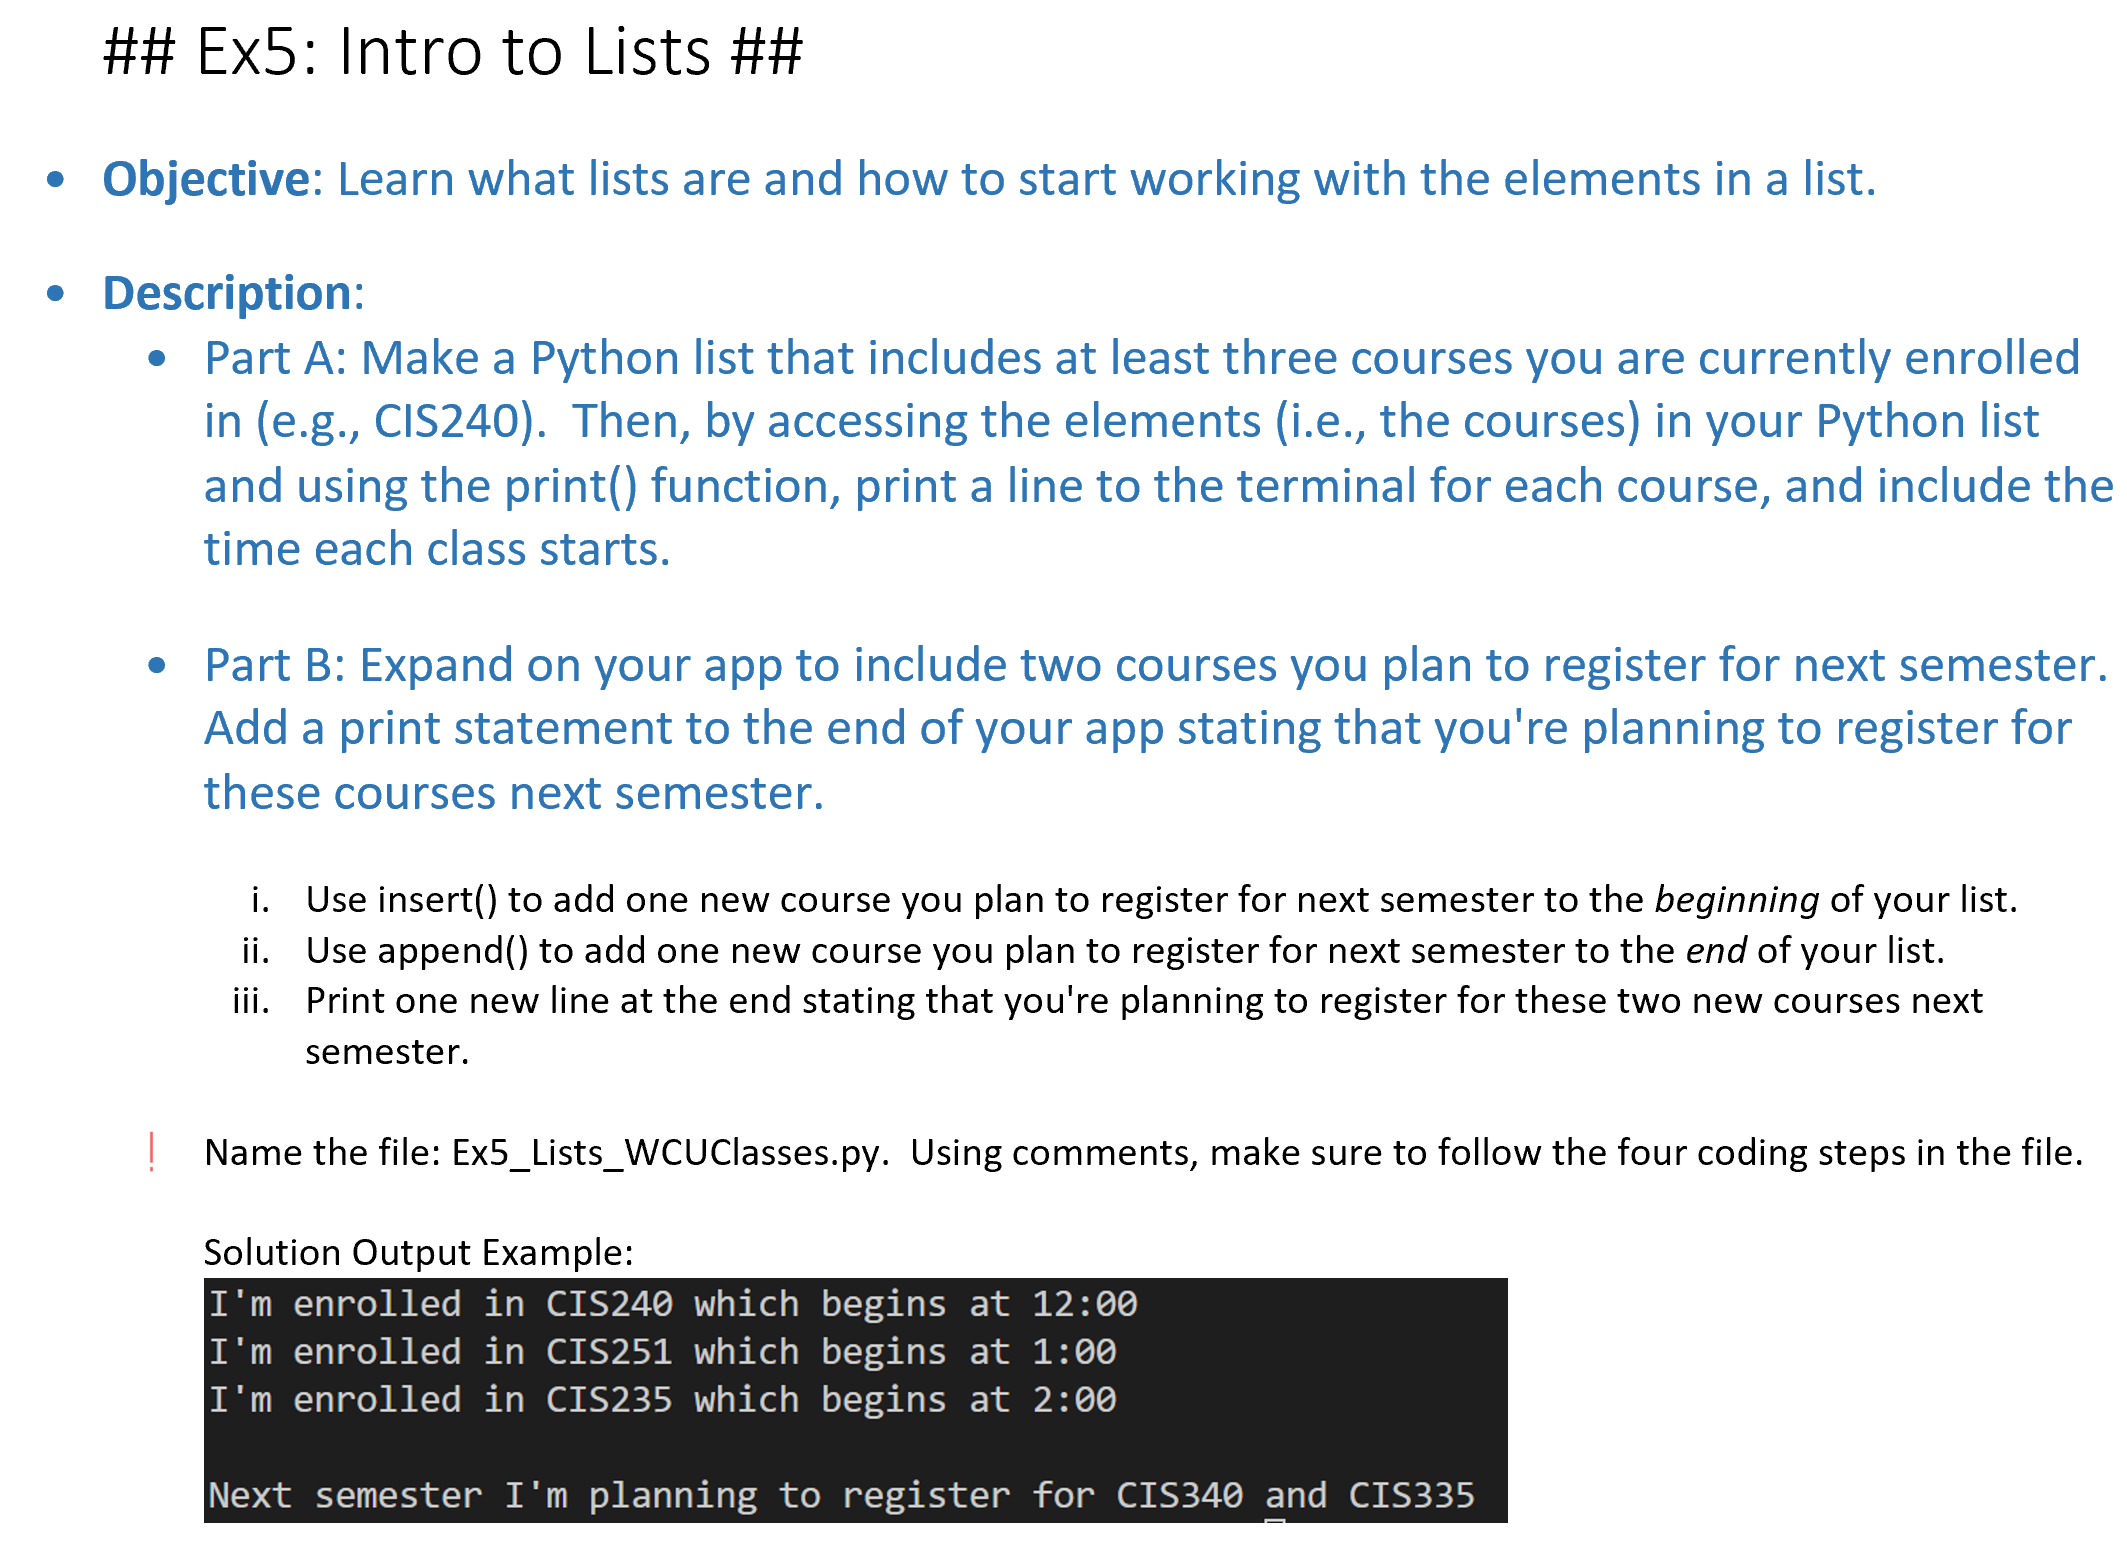 ## Ex5: Intro to Lists ##
• Objective: Learn what lists are and how to start working with the elements in a list.
• Description:
• Part A: Make a Python list that includes at least three courses you are currently enrolled
in (e.g., CIS240).  Then, by accessing the elements (i.e., the courses) in your Python list
and using the print() function, print a line to the terminal for each course, and include the
time each class starts.
• Part B: Expand on your app to include two courses you plan to register for next semester.
Add a print statement to the end of your app stating that you're planning to register for
these courses next semester.
i. Use insert() to add one new course you plan to register for next semester to the beginning of your list.
ii. Use append() to add one new course you plan to register for next semester to the end of your list.
iii. Print one new line at the end stating that you're planning to register for these two new courses next
semester.
! Name the file: Ex5_Lists_WCUClasses.py.  Using comments, make sure to follow the four coding steps in the file.
Solution Output Example:
I'm enrolled in CIS240 which begins at 12:00
I'm enrolled in CIS251 which begins at 1:00
I'm enrolled in CIS235 which begins at 2:00
Next semester I'm planning to register for CIS340 and CIS335